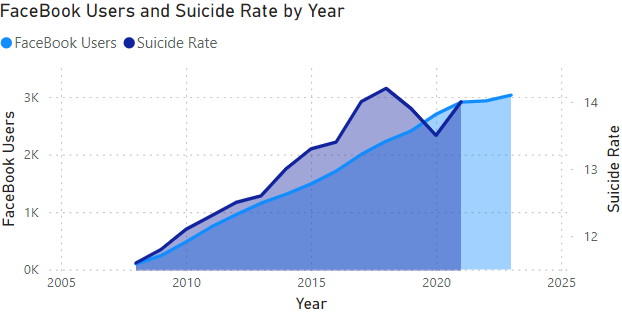 FaceBook Users and Suicide Rate by Year
FaceBook Users Suicide Rate
3K
2K
1K
0K
FaceBook Users
14
13
12
Suicide Rate
2005 2010 2015 2020 2025
Year